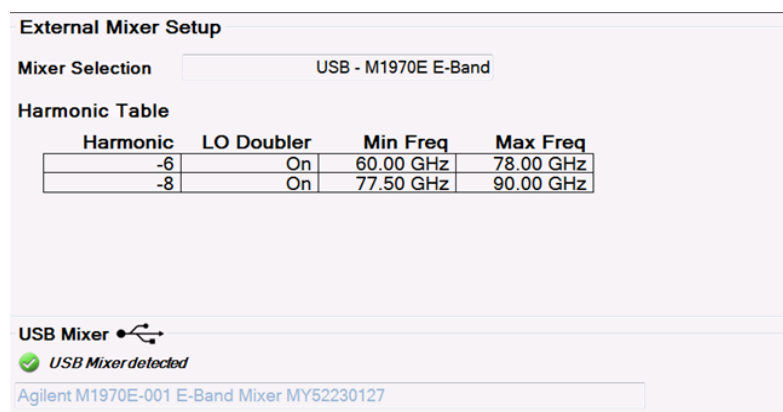 External Mixer Setup
Mixer Selection USB - M1970E E-Band
Harmonic Table
Harmonic LO Doubler Min Freq Max Freq
-6 On 60.00 GHz 78.00 GHz
-8 On 77.50 GHz 90.00 GHz
USB Mixer
USB Mixer detected
Agilent M1970E-001 E-Band Mixer MY52230127